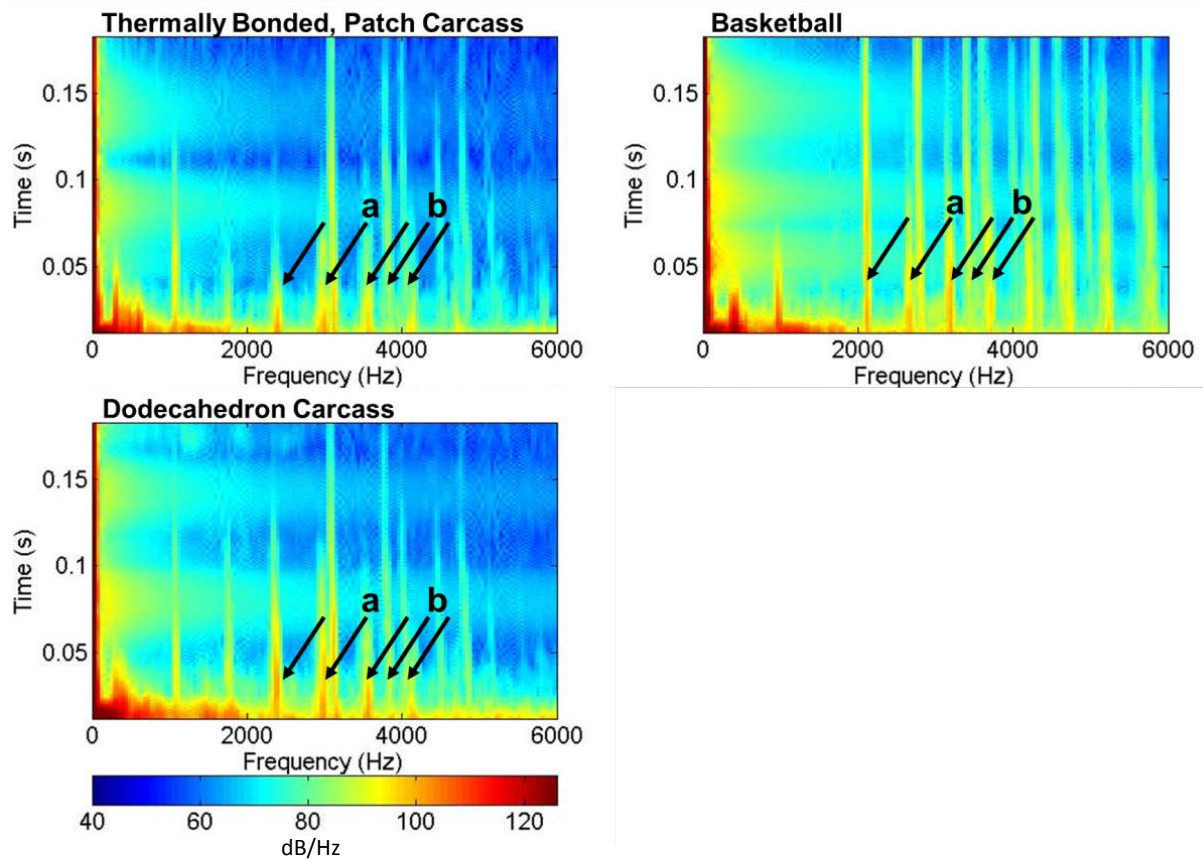 Thermally Bonded, Patch Carcass
Time (s)
0.15
0.1
0.05
a b
0 2000 4000 6000
Frequency (Hz)
Basketball
Time (s)
0.15
0.1
0.05
a b
0 2000 4000 6000
Frequency (Hz)
Dodecahedron Carcass
Time (s)
0.15
0.1
0.05
a b
0 2000 4000 6000
Frequency (Hz)
40 60 80 100 120
dB/Hz